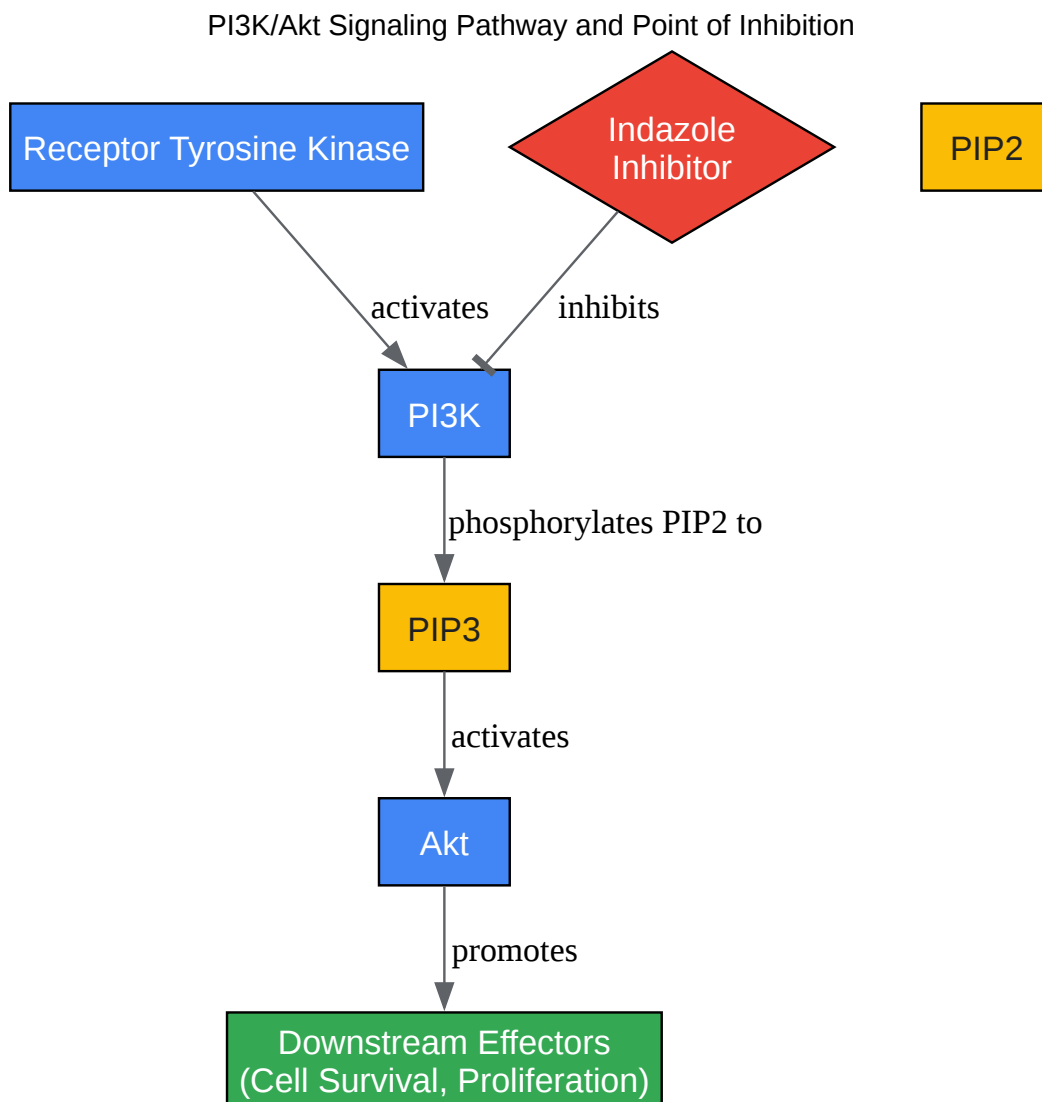 PI3K/Akt Signaling Pathway and Point of Inhibition
Receptor Tyrosine Kinase
Indazole
Inhibitor
PIP2
activates
inhibits
PI3K
phosphorylates PIP2 to
PIP3
activates
Akt
promotes
Downstream Effectors
(Cell Survival, Proliferation)